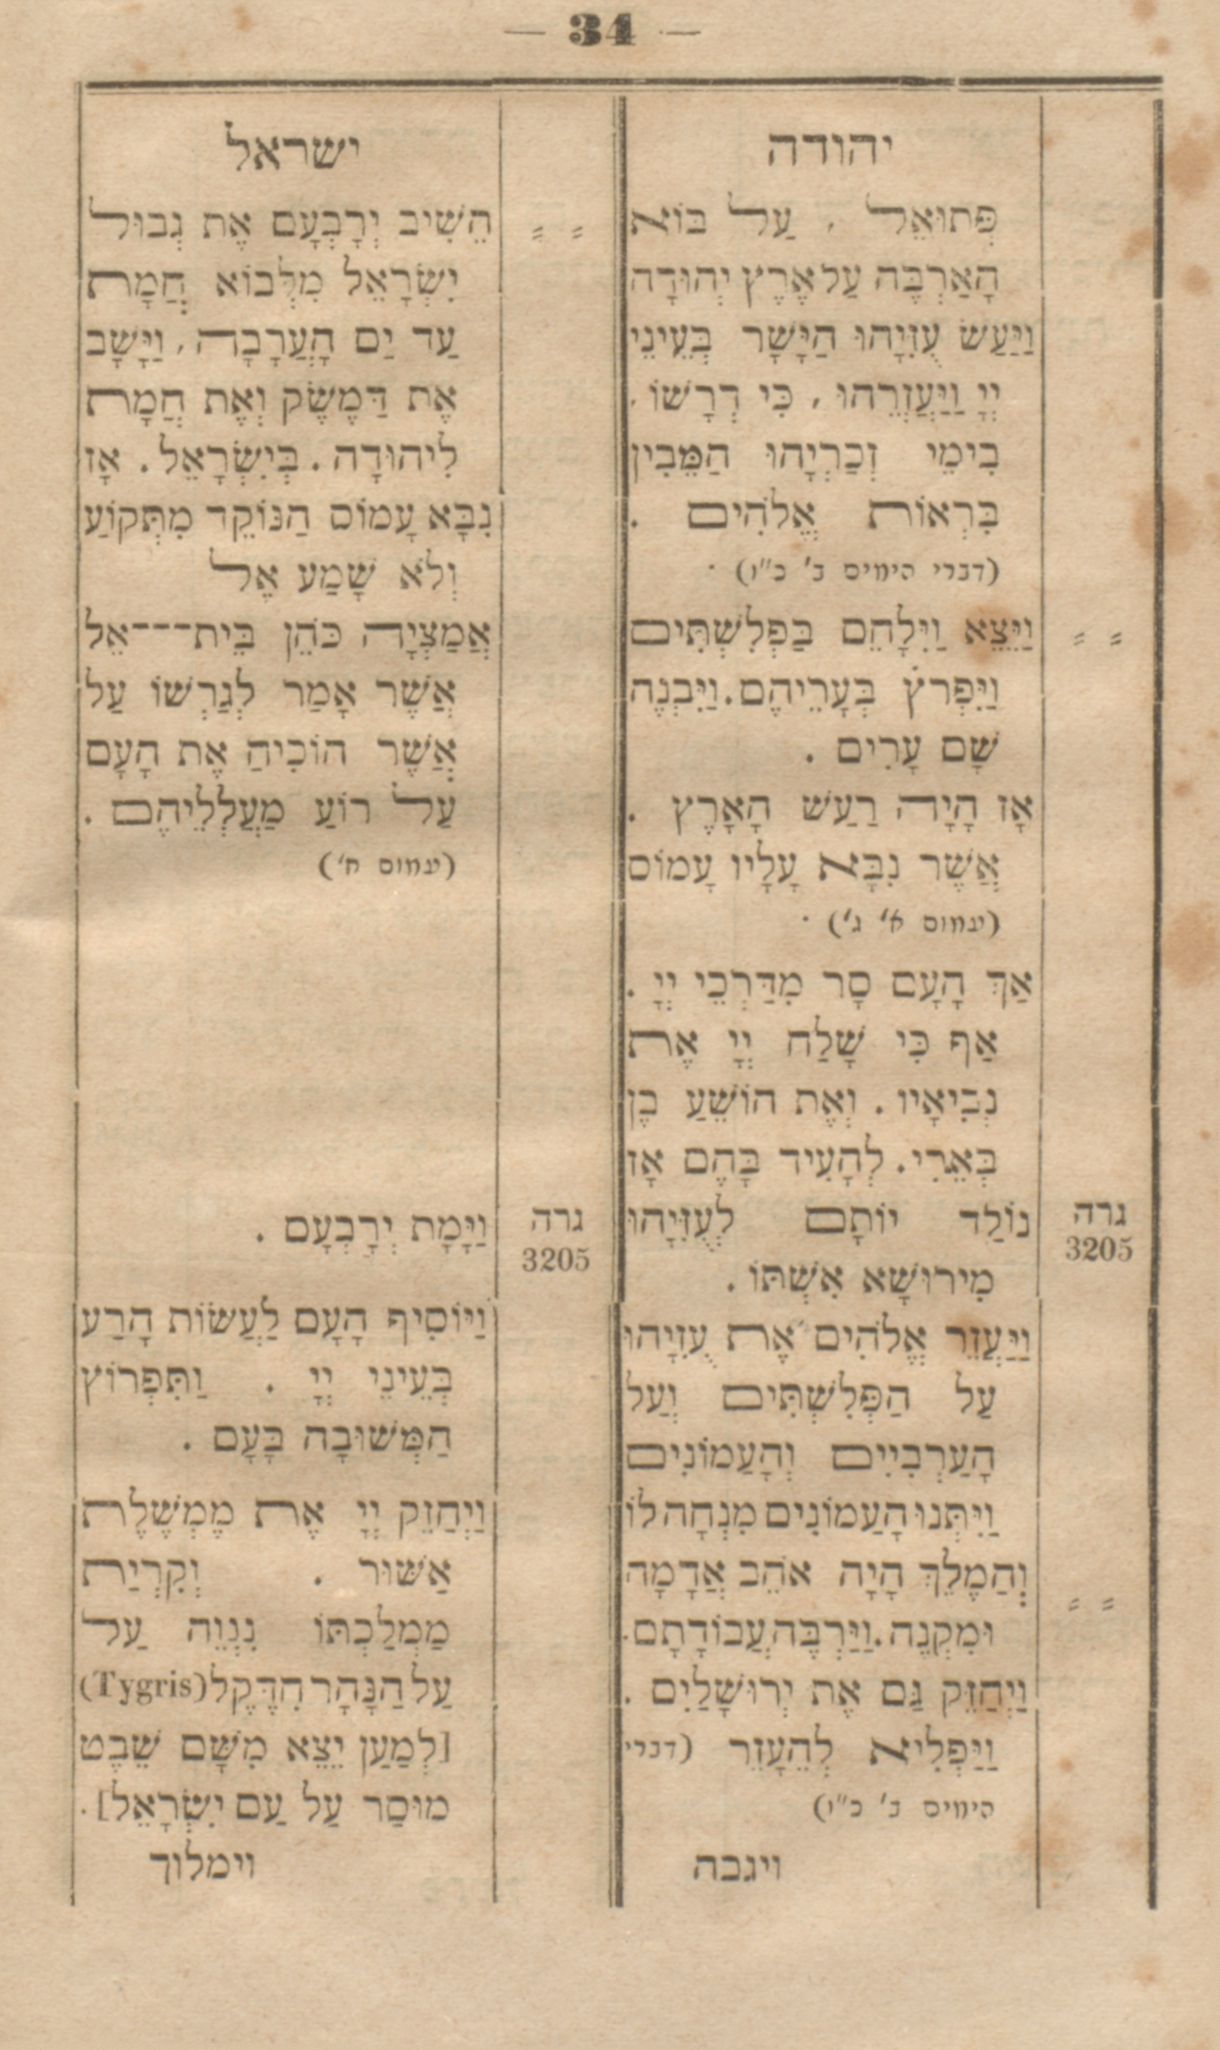 — 34 —
יהודה
פְּתוּאֵל , עַל בּוֹא
הָאַרְבֶּה עַל אֶרֶץ יְהוּדָה
וַיַּעַשׂ עֻזִּיָהוּ הַיָּשָׁר בְּעֵינֵי
יְיָ וַיַּעְזְרֵהוּ , כִּי דְרָשׁוֹ ,
בִימֵי זְכַרְיָהוּ הַמֵּבִין
בִּרְאוֹת אֱלֹהִים .
(דברי הימים ב' כ"ו) .
" " וַיֵּצֵא וַיִּלָּחֵם בַּפְלִשְׁתִּים
וַיִּפְרֹץ בְּעָרֵיהֶם. וַיִּבְנֶה
שָׁם עָרִים .
אָז הָיָה רַעַשׁ הָאָרֶץ .
אֲשֶׁר נִבָּא עָלָיו עָמוֹס
(עמוס א' ג') .
אַךְ הָעָם סָר מִדַּרְכֵי יְיָ .
אַף כִּי שָׁלַח יְיָ אֶת
נְבִיאָיו . וְאֶת הוֹשֵׁעַ בֶן
בְּאֵרִי. לְהָעִיד בָּהֶם אָז
גרה 3205 נוֹלַד יוֹתָם לְעֻזִּיָהוּ
מִירוּשָׁא אִשְׁתּוֹ .
וַיַּעְזֵר אֱלֹהִים אֶת עֻזִיָהוּ
עַל הַפְּלִשְׁתִּים וְעַל
הָעַרְבִיִּים וְהָעַמוֹנִים
וַיִּתְּנוּ הָעַמוֹנִים מִנְחָה לוֹ
" " וְהַמֶלֶךְ הָיָה אֹהֵב אֲדָמָה
וּמִקְנֶה. וַיַּרְבֶּה עֲבוֹדָתָם.
וַיְחַזֵּק גַּם אֶת יְרוּשָׁלַיִם .
וַיַּפְלִיא לְהֵעָזֵר (דברי
הימים ב' כ"ו)
ויגבה
ישראל
" " הֵשִׁיב יְרָבְעָם אֶת גְבוּל
יִשְׂרָאֵל מִלְּבוֹא חֲמָת
עַד יַם הָעֲרָבָה, וַיָּשָׁב
אֶת דַּמֶשֶׂק וְאֶת חֲמָת
לִיהוּדָה . בְּיִשְׂרָאֵל . אָז
נִבָּא עָמוֹס הַנּוֹקֵד מִתְּקוֹעַ
וְלֹא שָׁמַע אֶל
אֲמַצְיָה כֹּהֵן בֵּית---אֵל
אֲשֶׁר אָמַר לְגַרְשׁוֹ עַל
אֲשֶׁר הוֹכִיחַ אֶת הָעָם
עַל רוֹעַ מַעֲלְלֵיהֶם .
(עמוס ח')
גרה 3205 וַיָּמָת יְרָבְעָם .
וַיּוֹסִיף הָעָם לַעֲשׂוֹת הָרַע
בְּעֵינֵי יְיָ . וַתִּפְרוֹץ
הַמְּשׁוּבָה בָּעָם .
וַיְחַזֵק יְיָ אֶת מֶמְשֶׁלֶת
אַשּׁוּר . וְקִרְיַת
מַמְלַכְתּוֹ נִנְוֵה עַל
עַל הַנָּהָר חִדֶּקֶל (Tygris)
[לְמַעַן יֵצֵא מִשָּׁם שֵׁבֶט
מוּסַר עַל עַם יִשְׂרָאֵל].
וימלוך